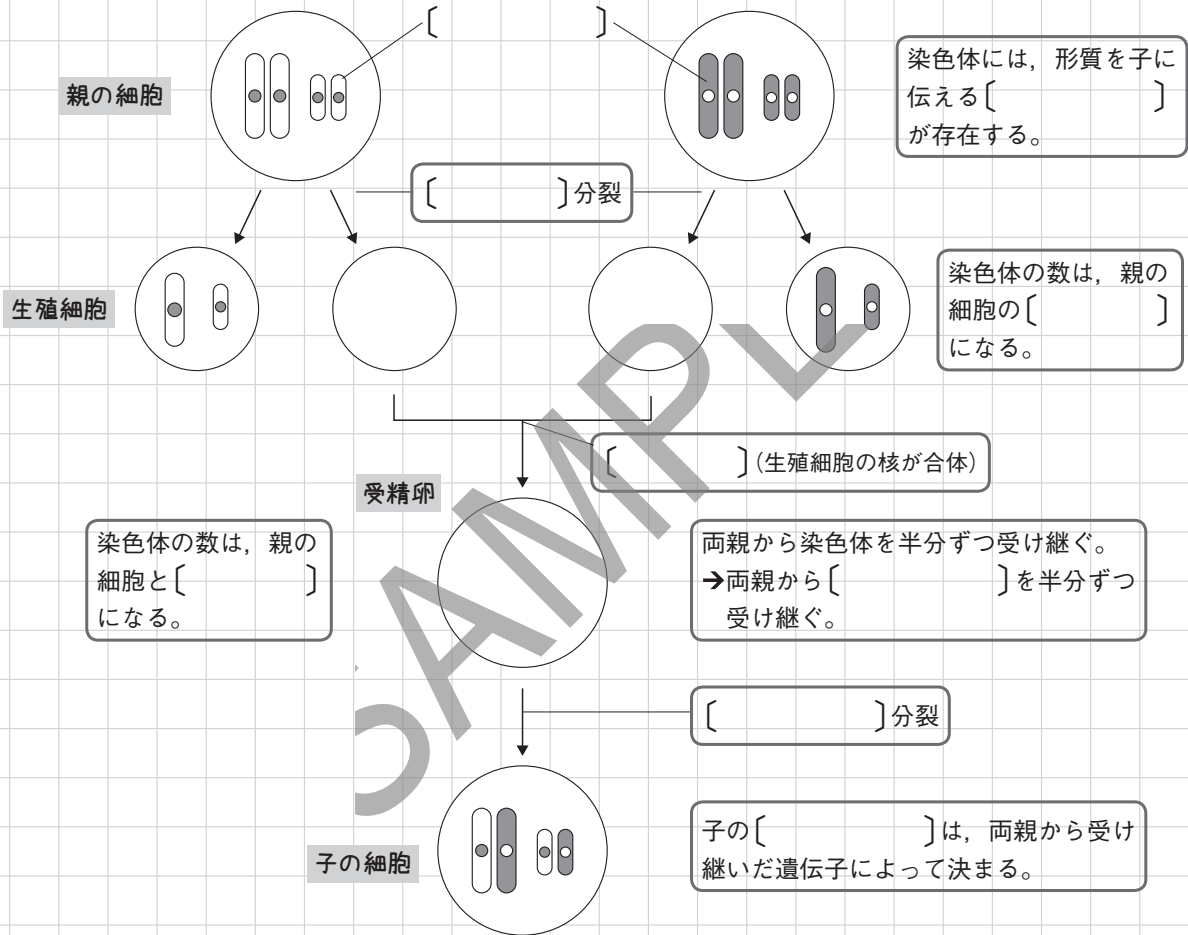 〔　　　　　　〕
親の細胞
染色体には，形質を子に
伝える〔　　　　　　〕
が存在する。
〔　　　　　〕分裂
生殖細胞
染色体の数は，親の
細胞の〔　　　　　〕
になる。
〔　　　　　〕(生殖細胞の核が合体)
受精卵
染色体の数は，親の
細胞と〔　　　　　〕
になる。
両親から染色体を半分ずつ受け継ぐ。
➔両親から〔　　　　　　〕を半分ずつ
受け継ぐ。
〔　　　　　　〕分裂
子の細胞
子の〔　　　　　　〕は，両親から受け
継いだ遺伝子によって決まる。
SAMPL